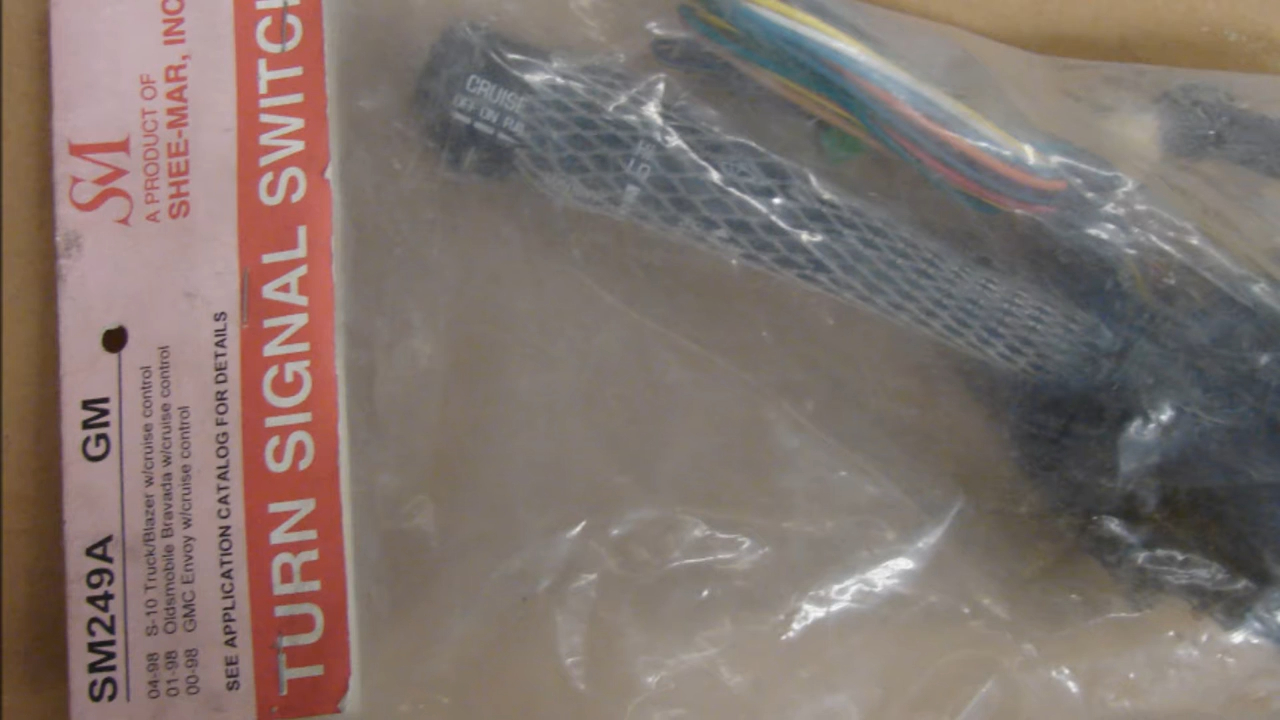 SM
A PRODUCT OF
SHEE-MAR, INC
SM249A GM
04-98 S-10 Truck/Blazer w/cruise control
01-98 Oldsmobile Bravada w/cruise control
00-98 GMC Envoy w/cruise control
SEE APPLICATION CATALOG FOR DETAILS
TURN SIGNAL SWITCH
CRUISE
OFF ON
HI
LO